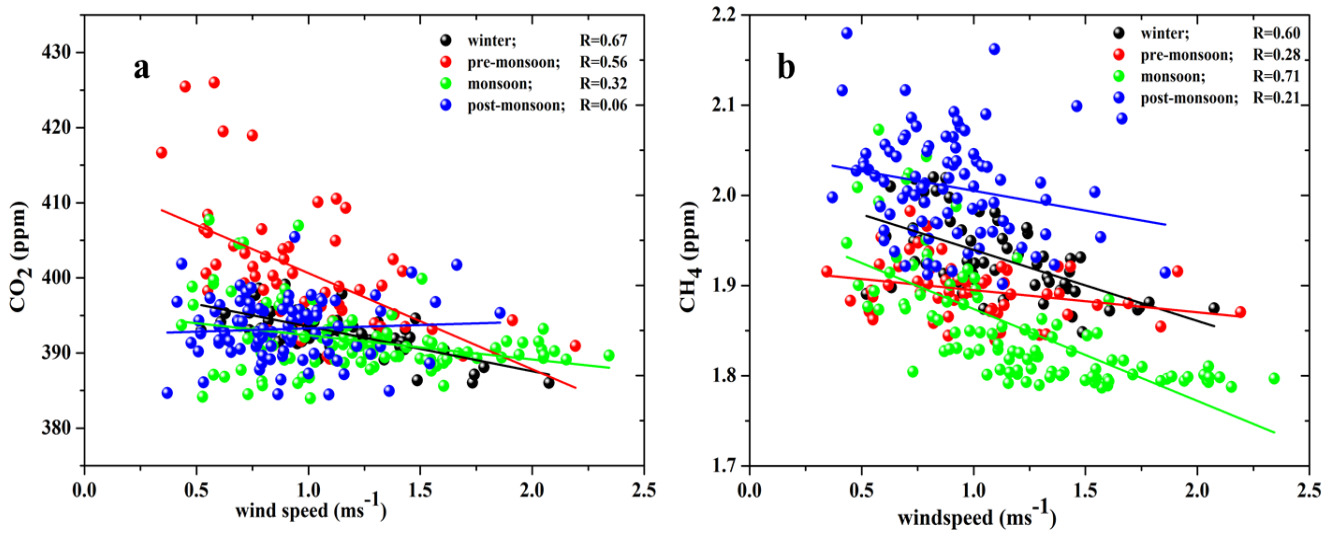 a
winter; R=0.67
pre-monsoon; R=0.56
monsoon; R=0.32
post-monsoon; R=0.06
CO2 (ppm)
430
420
410
400
390
380
0.0 0.5 1.0 1.5 2.0 2.5
wind speed (ms-1)
b
winter; R=0.60
pre-monsoon; R=0.28
monsoon; R=0.71
post-monsoon; R=0.21
CH4 (ppm)
2.2
2.1
2.0
1.9
1.8
1.7
0.0 0.5 1.0 1.5 2.0 2.5
windspeed (ms-1)